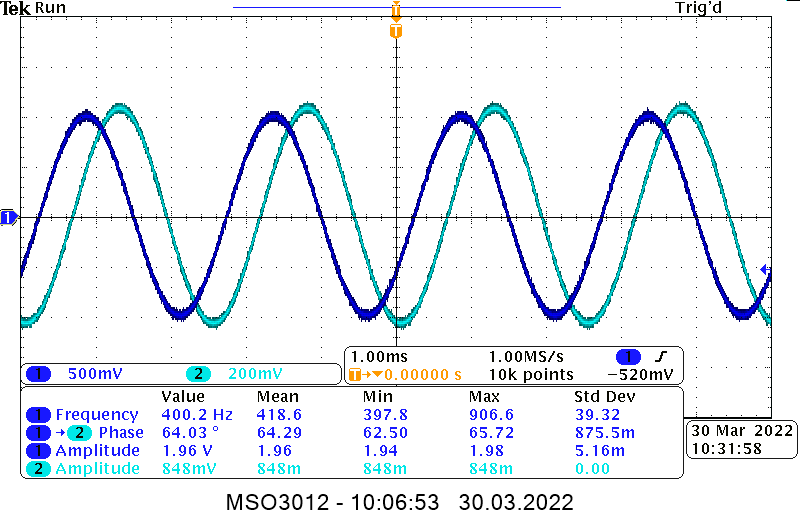 Tek Run Trig'd
T
T
1
1 500mV 2 200mV
1.00ms 1.00MS/s 1 
T→▼0.00000 s 10k points −520mV
Value Mean Min Max Std Dev
1 Frequency 400.2 Hz 418.6 397.8 906.6 39.32
1→2 Phase 64.03 ° 64.29 62.50 65.72 875.5m
1 Amplitude 1.96 V 1.96 1.94 1.98 5.16m
2 Amplitude 848mV 848m 848m 848m 0.00
30 Mar 2022
10:31:58
MSO3012 - 10:06:53 30.03.2022